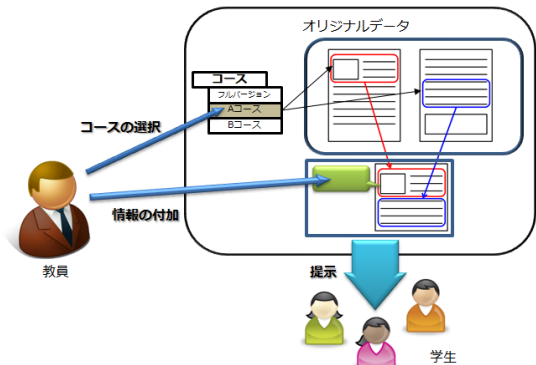 オリジナルデータ
コース
フルバージョン
Aコース
Bコース
コースの選択
情報の付加
教員
提示
学生